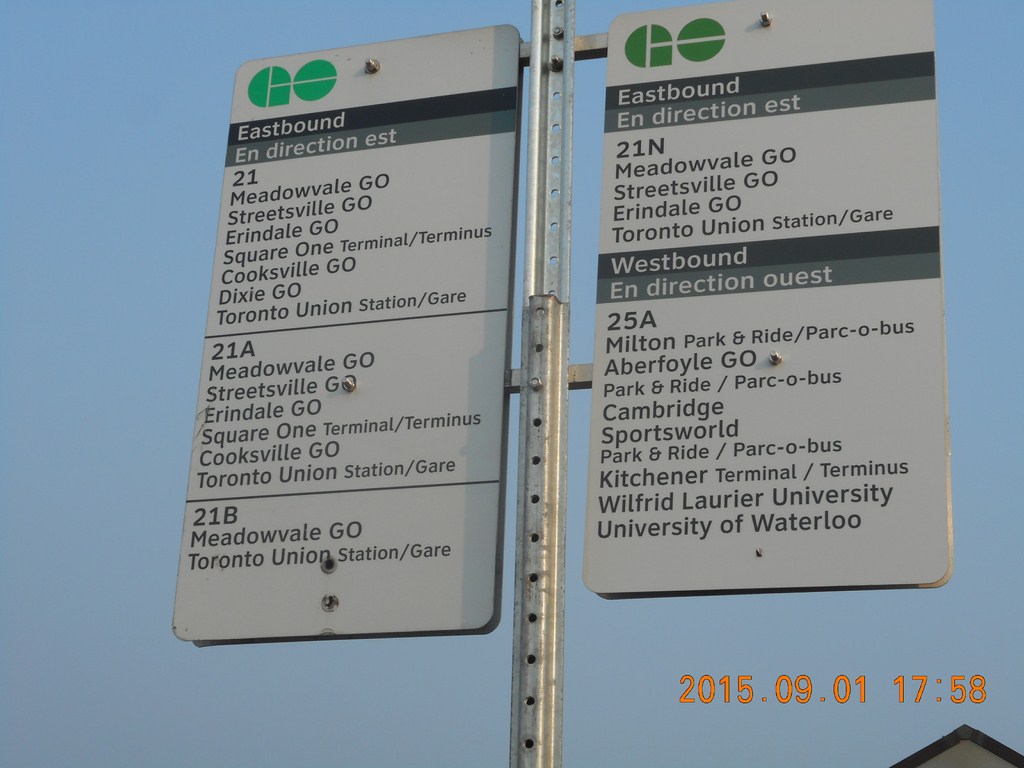 GO
Eastbound
En direction est
21
Meadowvale GO
Streetsville GO
Erindale GO
Square One Terminal/Terminus
Cooksville GO
Dixie GO
Toronto Union Station/Gare
21A
Meadowvale GO
Streetsville GO
Erindale GO
Square One Terminal/Terminus
Cooksville GO
Toronto Union Station/Gare
21B
Meadowvale GO
Toronto Union Station/Gare
GO
Eastbound
En direction est
21N
Meadowvale GO
Streetsville GO
Erindale GO
Toronto Union Station/Gare
Westbound
En direction ouest
25A
Milton Park & Ride/Parc-o-bus
Aberfoyle GO
Park & Ride / Parc-o-bus
Cambridge
Sportsworld
Park & Ride / Parc-o-bus
Kitchener Terminal / Terminus
Wilfrid Laurier University
University of Waterloo
2015.09.01 17:58